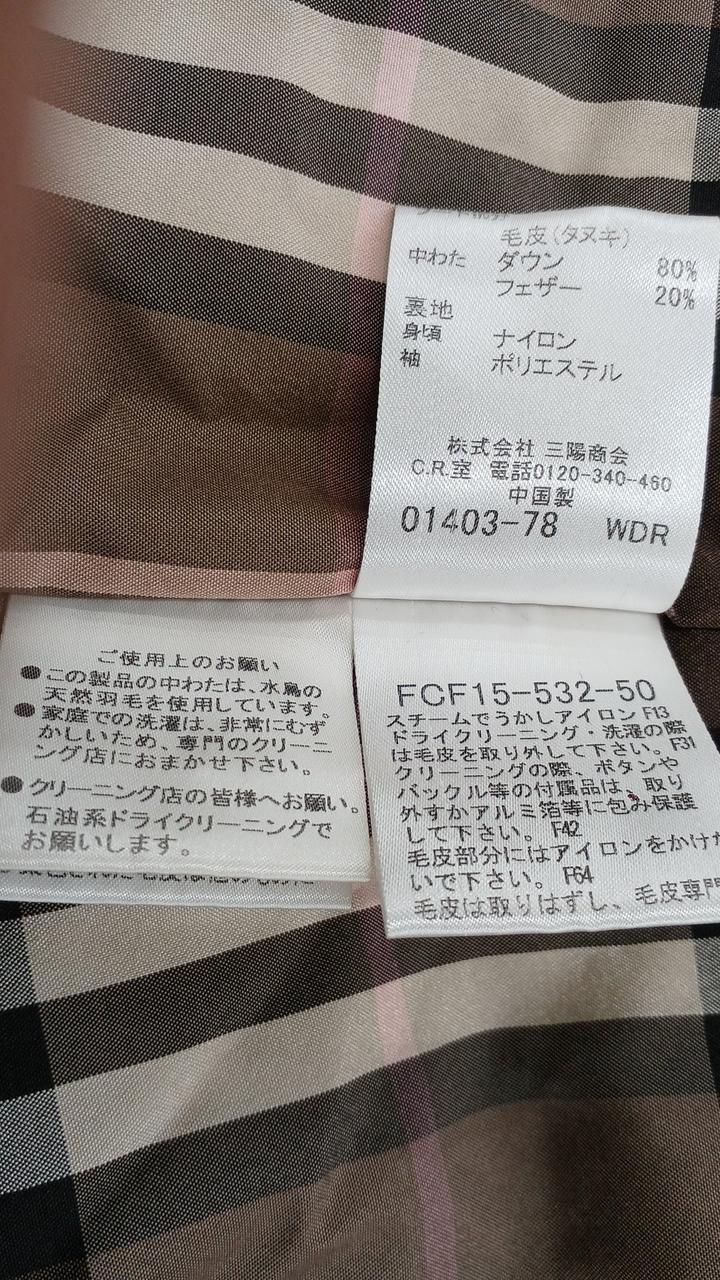 毛皮(タヌキ)
中わた ダウン 80%
フェザー 20%
裏地
身頃 ナイロン
袖 ポリエステル
株式会社 三陽商会
C.R.室 電話0120-340-460
中国製
01403-78 WDR
ご使用上のお願い
●この製品の中わたは、水鳥の
天然羽毛を使用しています。
●家庭での洗濯は、非常にむず
かしいため、専門のクリーニ
ング店におまかせ下さい。
●クリーニング店の皆様へお願い。
石油系ドライクリーニングで
お願いします。
FCF15-532-50
スチームでうかしアイロン F13
ドライクリーニング・洗濯の際
は毛皮を取り外して下さい。F31
クリーニングの際、ボタンや
バックル等の付属品は、取り
外すかアルミ箔等に包み保護
して下さい。 F42
毛皮部分にはアイロンをかけな
いで下さい。 F64
毛皮は取りはずし、毛皮専門